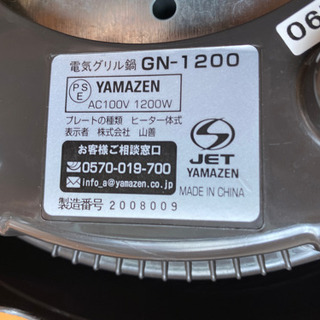 電気グリル鍋 GN-1200
PSE YAMAZEN
AC100V 1200W
プレートの種類 ヒーター体式
表示者 株式会社 山善
お客様ご相談窓口
0570-019-700
info_a@yamazen.co.jp
製造番号 2008009
S
JET
YAMAZEN
MADE IN CHINA
06